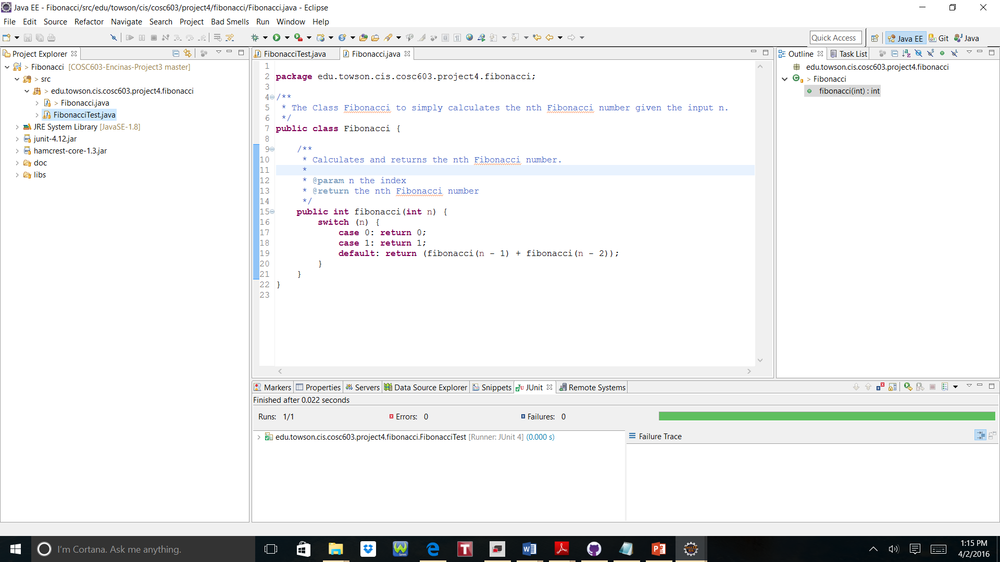 Java EE - Fibonacci/src/edu/towson/cis/cosc603/project4/fibonacci/Fibonacci.java - Eclipse
File Edit Source Refactor Navigate Search Project Bad Smells Run Window Help
Quick Access Java EE Git Java
Project Explorer
> Fibonacci [COSC603-Encinas-Project3 master]
> src
> edu.towson.cis.cosc603.project4.fibonacci
> Fibonacci.java
FibonacciTest.java
JRE System Library [JavaSE-1.8]
junit-4.12.jar
hamcrest-core-1.3.jar
doc
libs
FibonacciTest.java Fibonacci.java
1
2 package edu.towson.cis.cosc603.project4.fibonacci;
3
4 /**
5 * The Class Fibonacci to simply calculates the nth Fibonacci number given the input n.
6 */
7 public class Fibonacci {
8
9 /**
10 * Calculates and returns the nth Fibonacci number.
11 *
12 * @param n the index
13 * @return the nth Fibonacci number
14 */
15 public int fibonacci(int n) {
16 switch (n) {
17 case 0: return 0;
18 case 1: return 1;
19 default: return (fibonacci(n - 1) + fibonacci(n - 2));
20 }
21 }
22 }
23
Outline Task List
edu.towson.cis.cosc603.project4.fibonacci
> Fibonacci
fibonacci(int) : int
Markers Properties Servers Data Source Explorer Snippets JUnit Remote Systems
Finished after 0.022 seconds
Runs: 1/1 Errors: 0 Failures: 0
edu.towson.cis.cosc603.project4.fibonacci.FibonacciTest [Runner: JUnit 4] (0.000 s)
Failure Trace
I'm Cortana. Ask me anything.
1:15 PM
4/2/2016